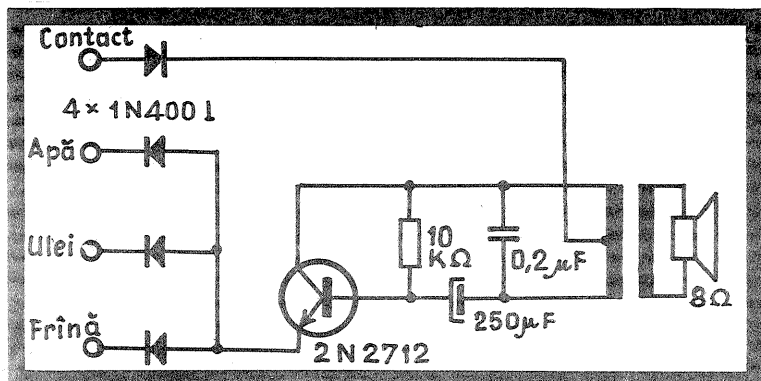 Contact
4 × 1N4001
Apă
Ulei
Frînă
10
KΩ
0,2µF
250µF
2N2712
8Ω